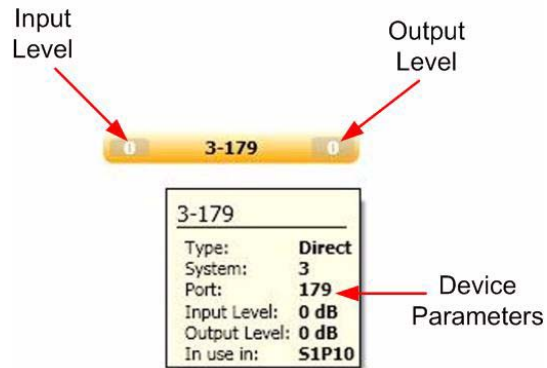 Input
Level
Output
Level
0 3-179 0
3-179
Type: Direct
System: 3
Port: 179
Input Level: 0 dB
Output Level: 0 dB
In use in: S1P10
Device
Parameters